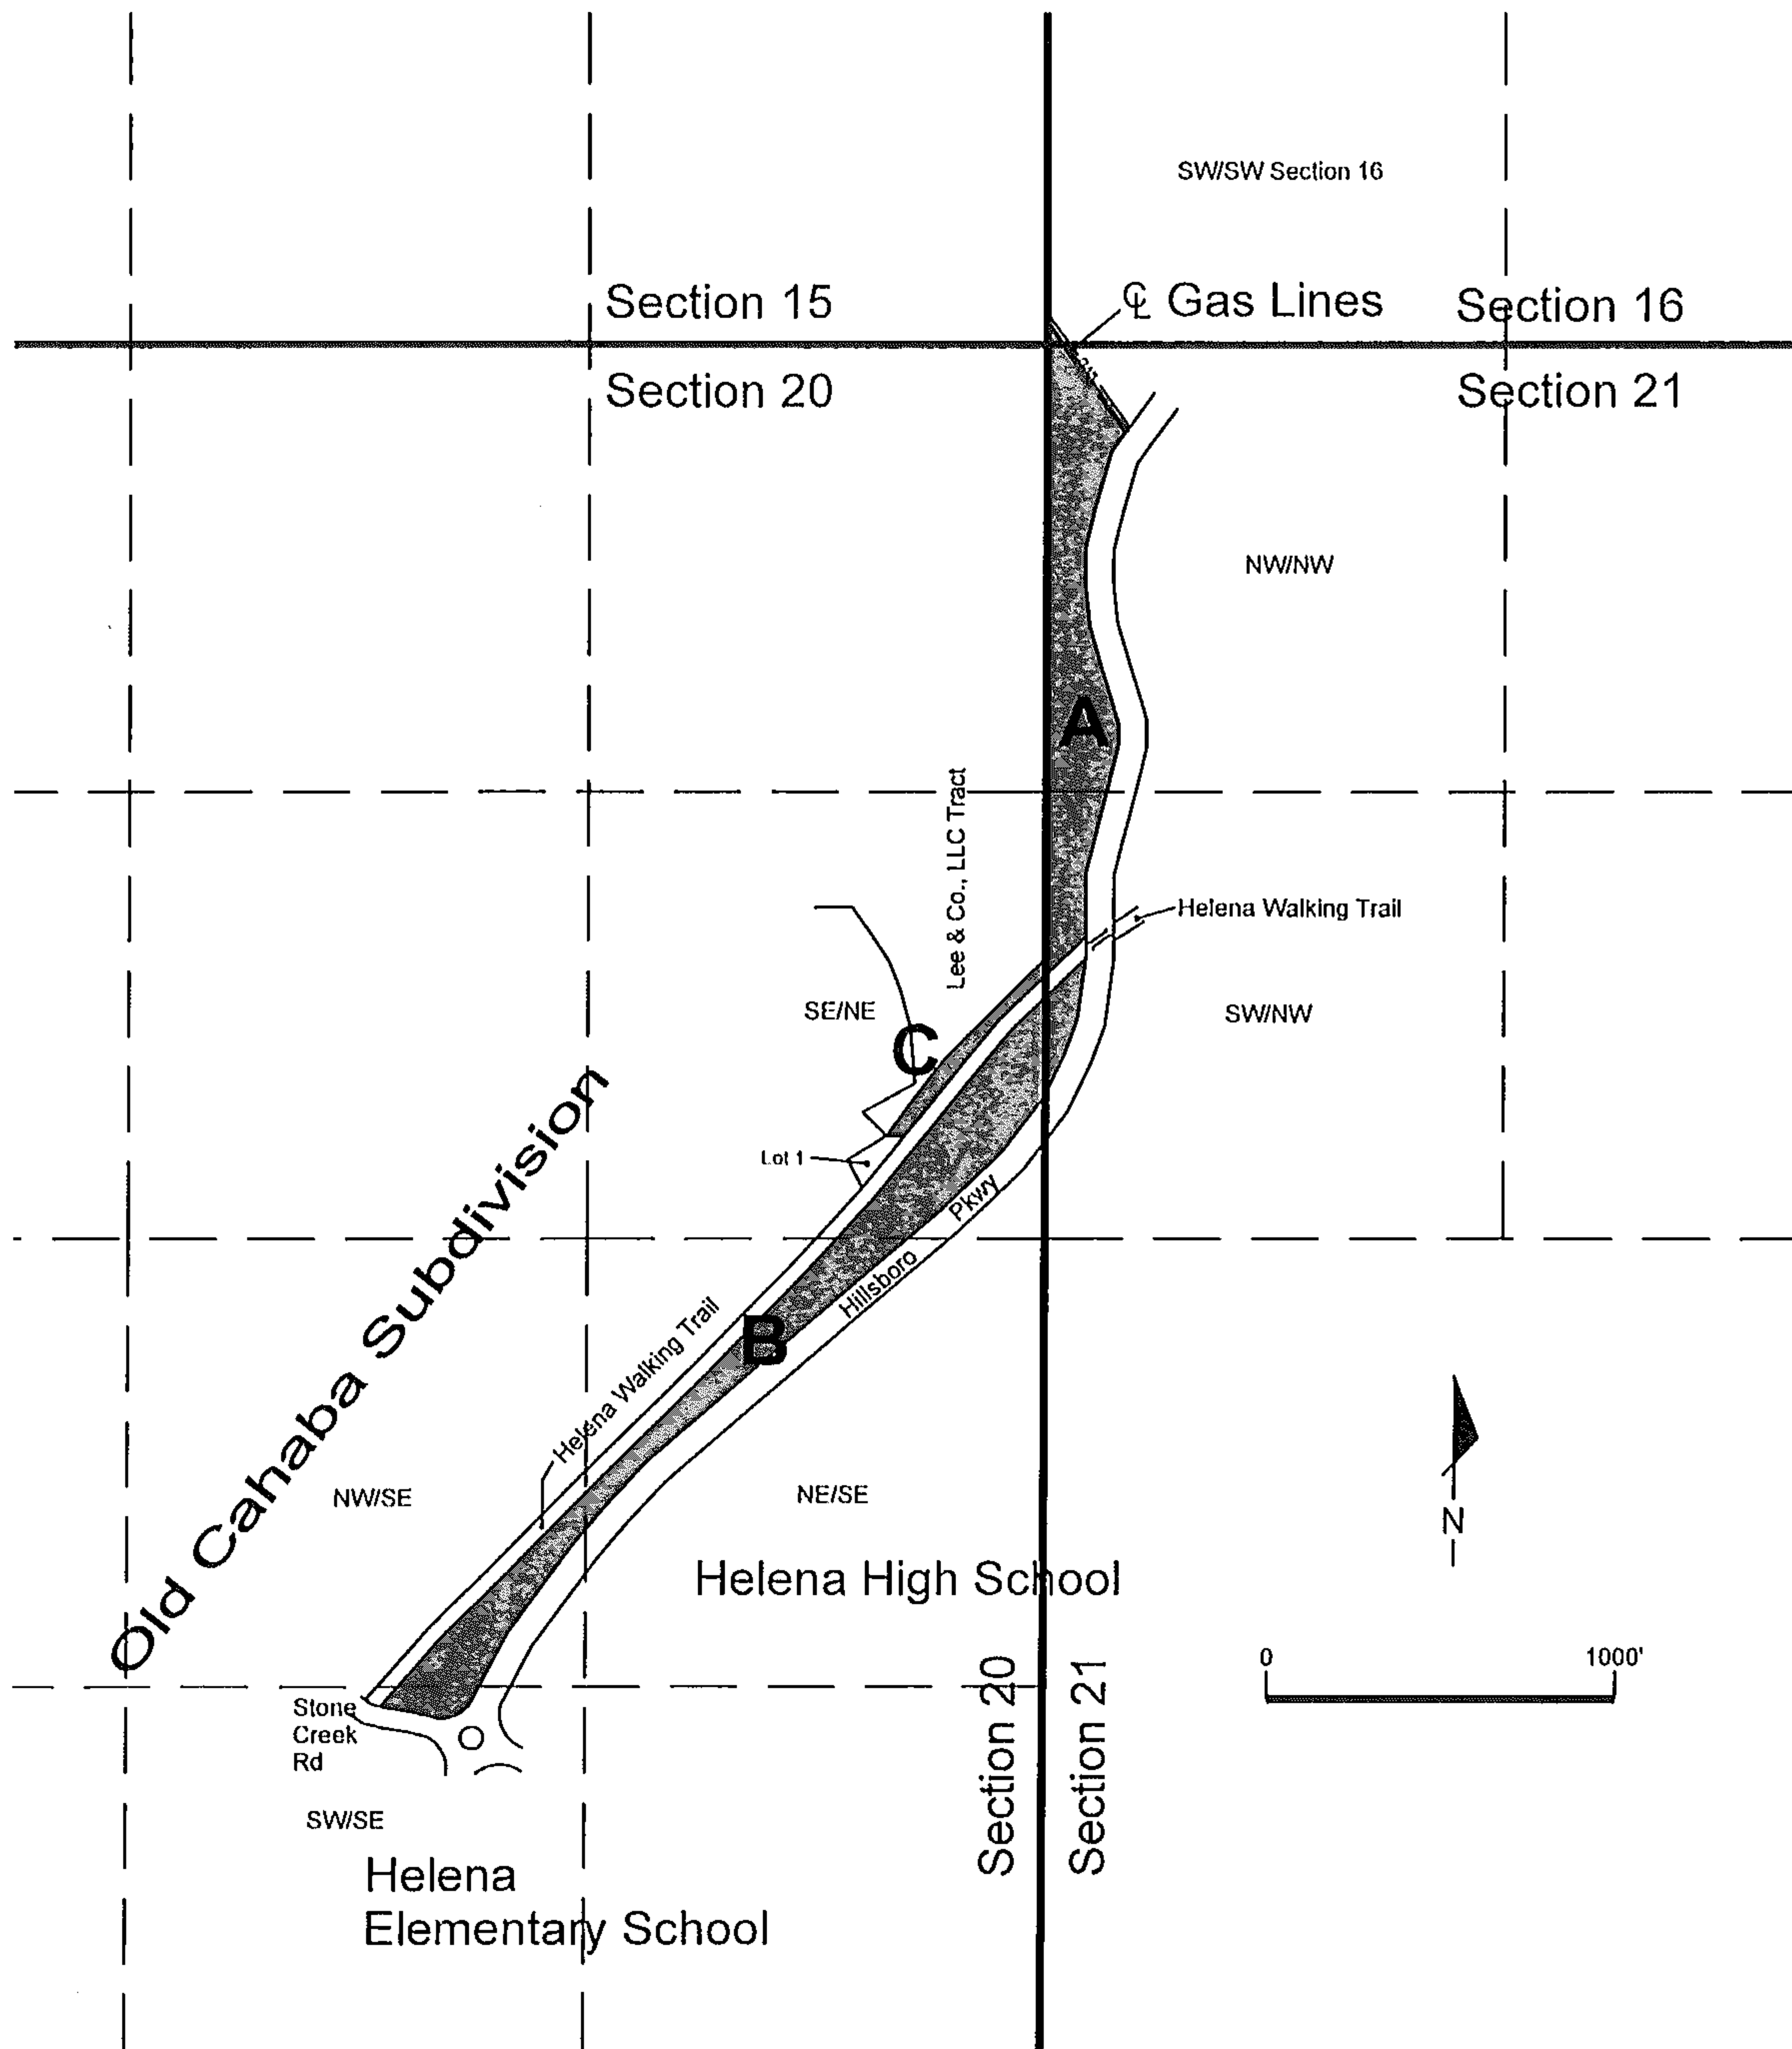 SW/SW Section 16
Section 15
℄ Gas Lines
Section 16
Section 20
Section 21
NW/NW
A
Lee & Co., LLC Tract
Helena Walking Trail
SE/NE
SW/NW
C
Lot 1
Old Cahaba Subdivision
Hillsboro Pkwy
B
Helena Walking Trail
NW/SE
NE/SE
N
Helena High School
0 1000'
Section 20
Section 21
Stone
Creek
Rd
SW/SE
Helena
Elementary School